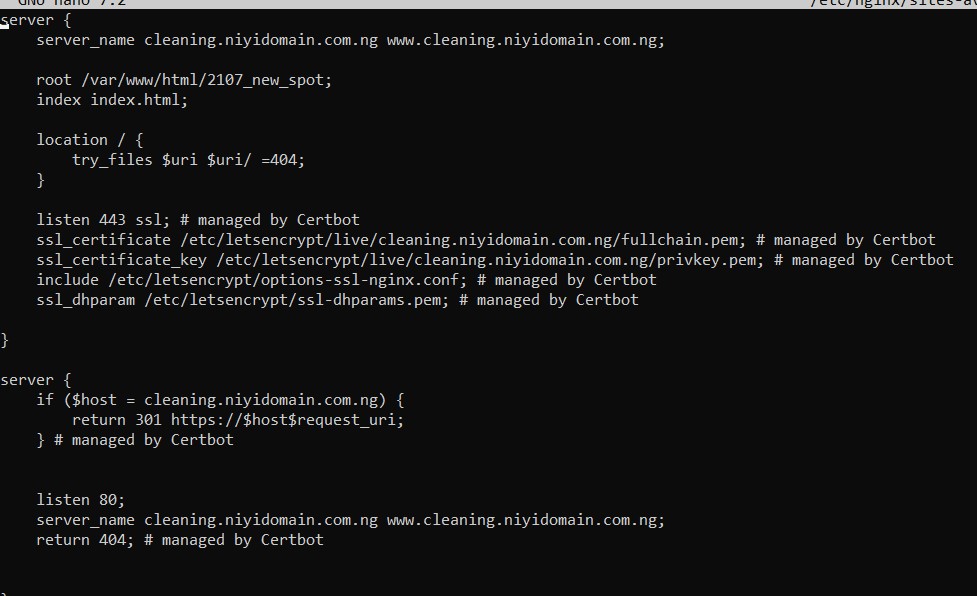 GNU nano 7.2 /etc/nginx/sites-av
server {
    server_name cleaning.niyidomain.com.ng www.cleaning.niyidomain.com.ng;
    root /var/www/html/2107_new_spot;
    index index.html;
    location / {
        try_files $uri $uri/ =404;
    }
    listen 443 ssl; # managed by Certbot
    ssl_certificate /etc/letsencrypt/live/cleaning.niyidomain.com.ng/fullchain.pem; # managed by Certbot
    ssl_certificate_key /etc/letsencrypt/live/cleaning.niyidomain.com.ng/privkey.pem; # managed by Certbot
    include /etc/letsencrypt/options-ssl-nginx.conf; # managed by Certbot
    ssl_dhparam /etc/letsencrypt/ssl-dhparams.pem; # managed by Certbot
}
server {
    if ($host = cleaning.niyidomain.com.ng) {
        return 301 https://$host$request_uri;
    } # managed by Certbot
    listen 80;
    server_name cleaning.niyidomain.com.ng www.cleaning.niyidomain.com.ng;
    return 404; # managed by Certbot